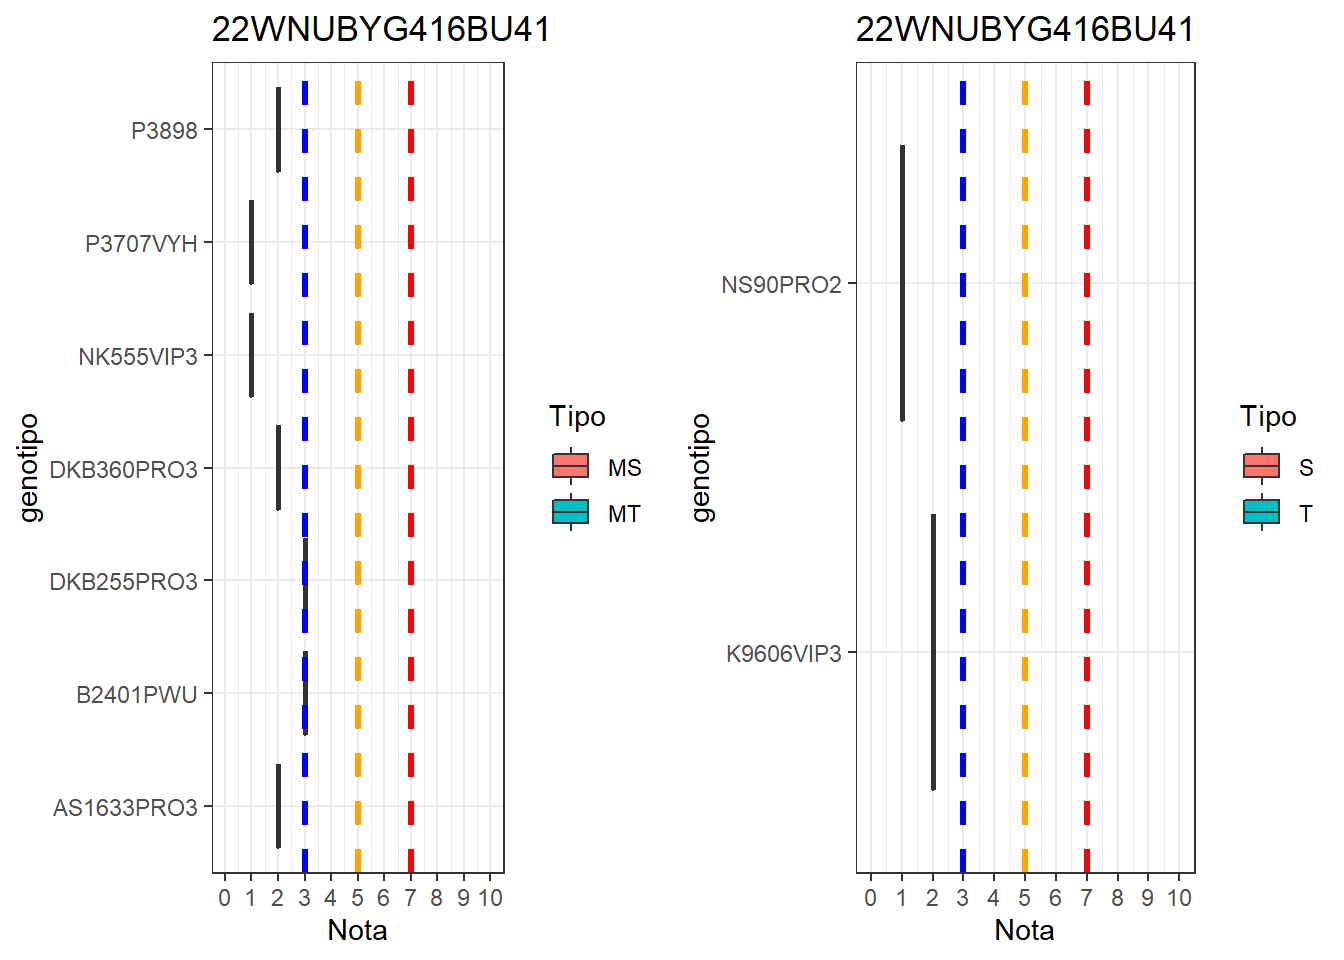 22WNUBYG416BU41
genotipo
P3898
P3707VYH
NK555VIP3
DKB360PRO3
DKB255PRO3
B2401PWU
AS1633PRO3
0 1 2 3 4 5 6 7 8 9 10
Nota
Tipo
MS
MT
22WNUBYG416BU41
genotipo
NS90PRO2
K9606VIP3
0 1 2 3 4 5 6 7 8 9 10
Nota
Tipo
S
T